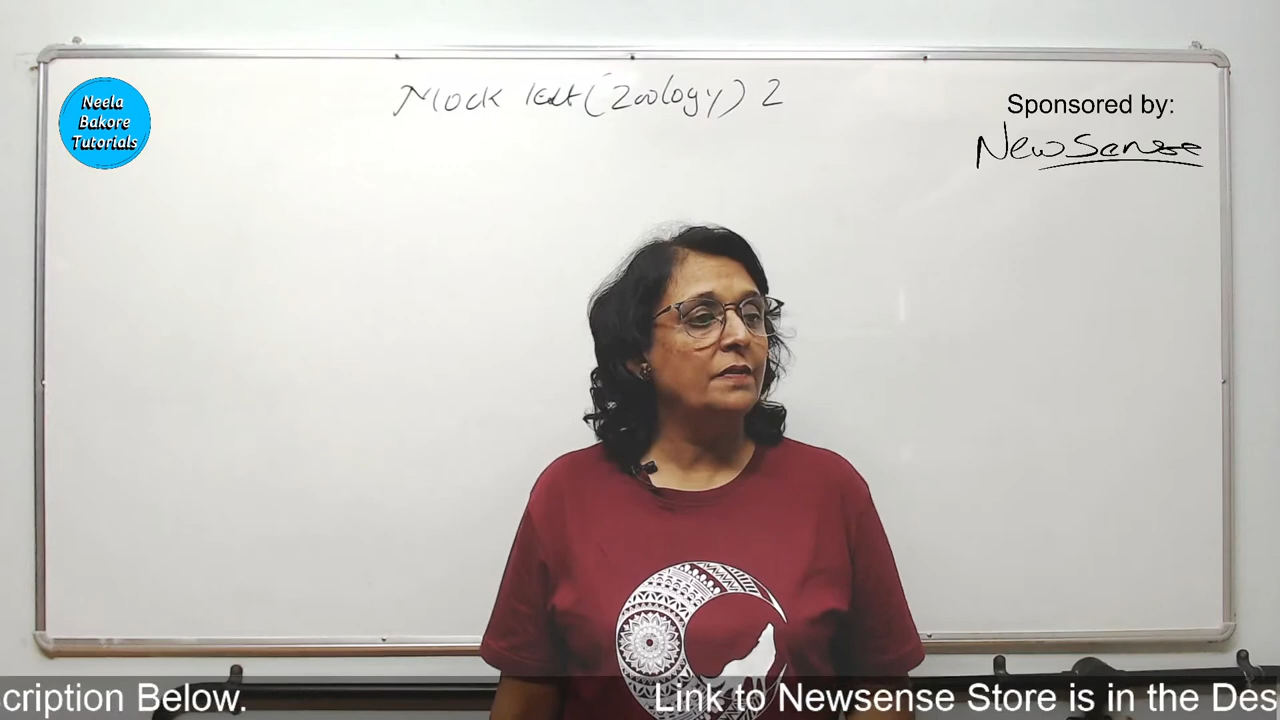 Neela
Bakore
Tutorials
Mock test (Zoology) 2
Sponsored by:
NewSense
cription Below.
Link to Newsense Store is in the Des